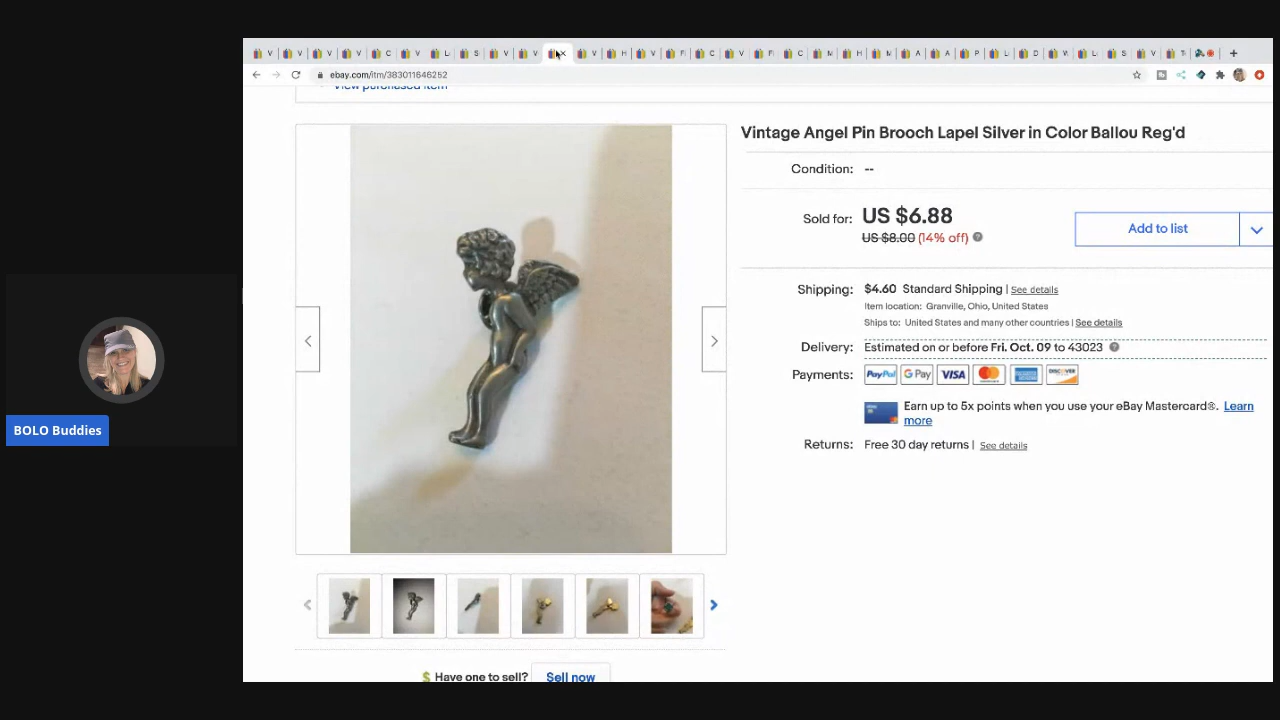 ebay.com/itm/383011646252
View purchased item
Vintage Angel Pin Brooch Lapel Silver in Color Ballou Reg'd
Condition: --
Sold for: US $6.88
US $8.00 (14% off)
Add to list
Shipping: $4.60 Standard Shipping | See details
Item location: Granville, Ohio, United States
Ships to: United States and many other countries | See details
Delivery: Estimated on or before Fri. Oct. 09 to 43023
Payments: PayPal G Pay VISA
Earn up to 5x points when you use your eBay Mastercard®. Learn
more
Returns: Free 30 day returns | See details
BOLO Buddies
$ Have one to sell? Sell now